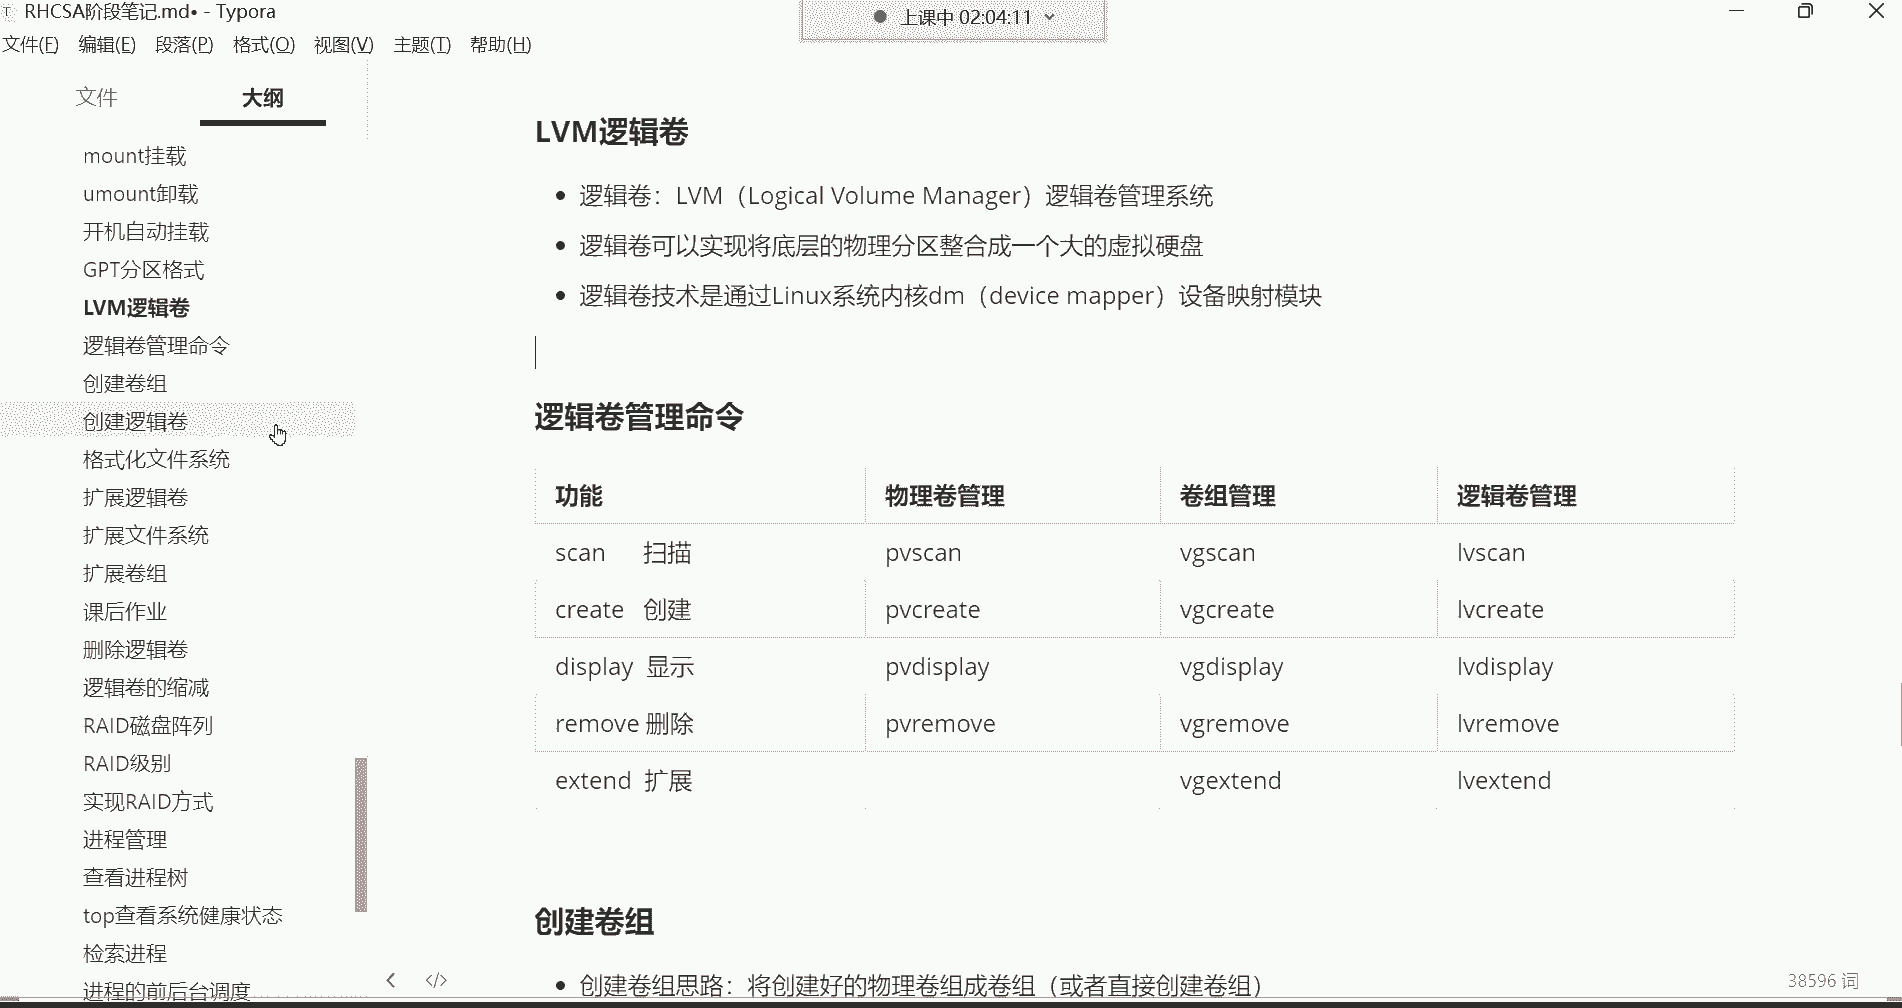 RHCSA阶段笔记.md• - Typora
上课中 02:04:11
文件(F) 编辑(E) 段落(P) 格式(O) 视图(V) 主题(T) 帮助(H)
文件 大纲
mount挂载
umount卸载
开机自动挂载
GPT分区格式
LVM逻辑卷
逻辑卷管理命令
创建卷组
创建逻辑卷
格式化文件系统
扩展逻辑卷
扩展文件系统
扩展卷组
课后作业
删除逻辑卷
逻辑卷的缩减
RAID磁盘阵列
RAID级别
实现RAID方式
进程管理
查看进程树
top查看系统健康状态
检索进程
进程的前后台调度
LVM逻辑卷
• 逻辑卷：LVM（Logical Volume Manager）逻辑卷管理系统
• 逻辑卷可以实现将底层的物理分区整合成一个大的虚拟硬盘
• 逻辑卷技术是通过Linux系统内核dm（device mapper）设备映射模块
逻辑卷管理命令
功能 物理卷管理 卷组管理 逻辑卷管理
scan 扫描 pvscan vgscan lvscan
create 创建 pvcreate vgcreate lvcreate
display 显示 pvdisplay vgdisplay lvdisplay
remove 删除 pvremove vgremove lvremove
extend 扩展 vgextend lvextend
创建卷组
• 创建卷组思路：将创建好的物理卷组成卷组（或者直接创建卷组）
38596 词